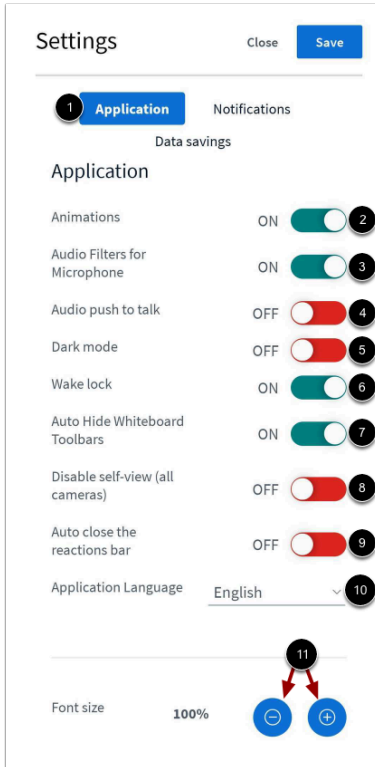 Settings Close Save
1 Application Notifications
Data savings
Application
Animations ON 2
Audio Filters for
Microphone ON 3
Audio push to talk OFF 4
Dark mode OFF 5
Wake lock ON 6
Auto Hide Whiteboard
Toolbars ON 7
Disable self-view (all
cameras) OFF 8
Auto close the
reactions bar OFF 9
Application Language English 10
11
Font size 100%